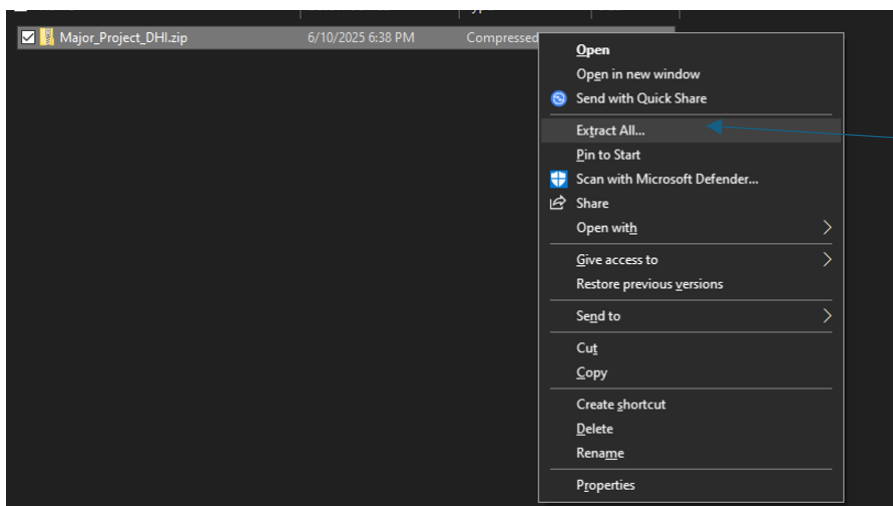 Major_Project_DHI.zip 6/10/2025 6:38 PM Compressed
Open
Open in new window
Send with Quick Share
Extract All...
Pin to Start
Scan with Microsoft Defender...
Share
Open with
Give access to
Restore previous versions
Send to
Cut
Copy
Create shortcut
Delete
Rename
Properties